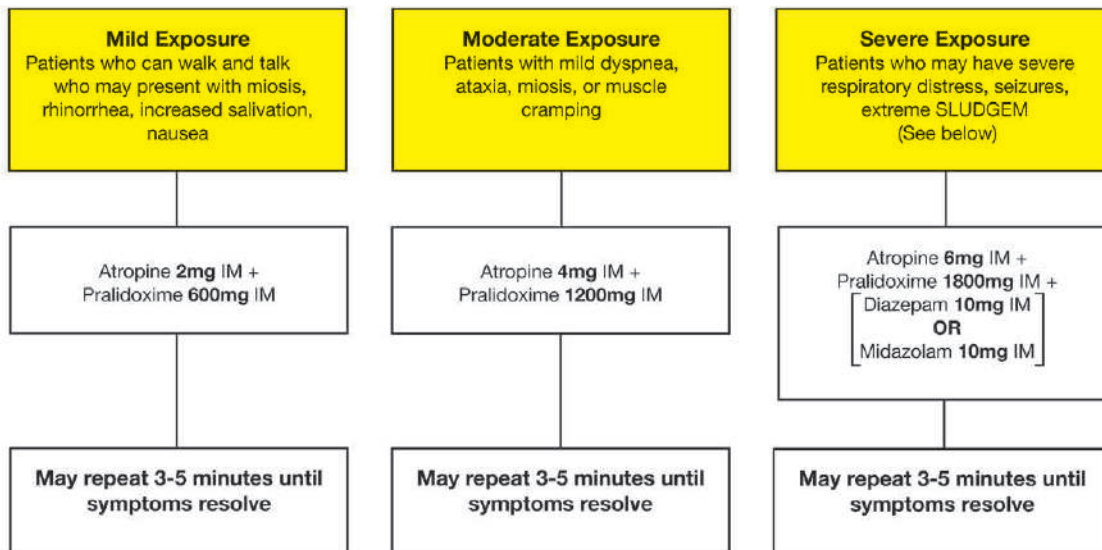 Mild Exposure
Patients who can walk and talk
who may present with miosis,
rhinorrhea, increased salivation,
nausea
Atropine 2mg IM +
Pralidoxime 600mg IM
May repeat 3-5 minutes until
symptoms resolve
Moderate Exposure
Patients with mild dyspnea,
ataxia, miosis, or muscle
cramping
Atropine 4mg IM +
Pralidoxime 1200mg IM
May repeat 3-5 minutes until
symptoms resolve
Severe Exposure
Patients who may have severe
respiratory distress, seizures,
extreme SLUDGEM
(See below)
Atropine 6mg IM +
Pralidoxime 1800mg IM +
[Diazepam 10mg IM
OR
Midazolam 10mg IM]
May repeat 3-5 minutes until
symptoms resolve